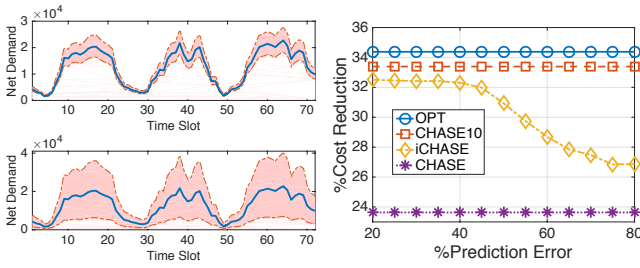 ×10⁴
3
2
1
0
Net Demand
10 20 30 40 50 60 70
Time Slot
×10⁴
4
2
0
Net Demand
10 20 30 40 50 60 70
Time Slot
36
34
32
30
28
26
24
%Cost Reduction
OPT
CHASE10
iCHASE
CHASE
20 40 60 80
%Prediction Error